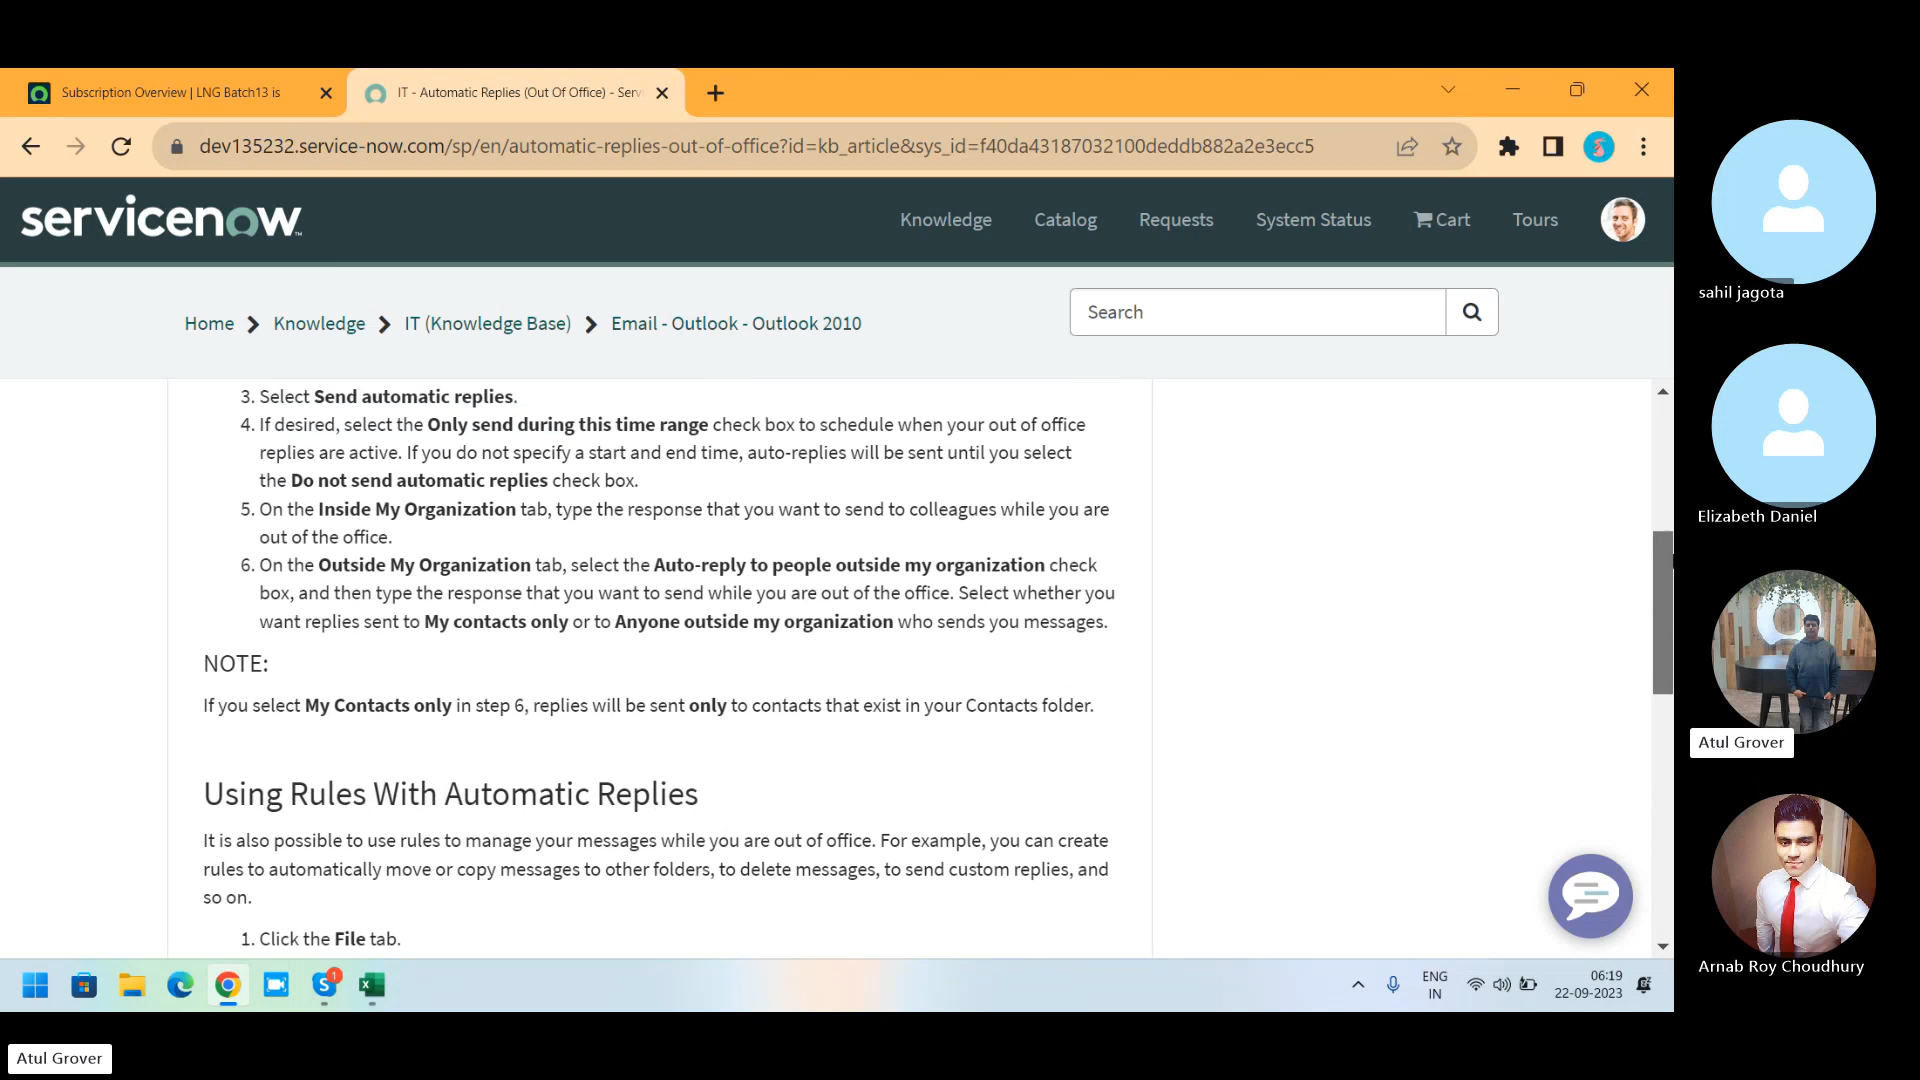 Subscription Overview | LNG Batch13 is
IT - Automatic Replies (Out Of Office) - Serv
dev135232.service-now.com/sp/en/automatic-replies-out-of-office?id=kb_article&sys_id=f40da43187032100deddb882a2e3ecc5
servicenow
Knowledge
Catalog
Requests
System Status
Cart
Tours
Home
Knowledge
IT (Knowledge Base)
Email - Outlook - Outlook 2010
Search
3. Select Send automatic replies.
4. If desired, select the Only send during this time range check box to schedule when your out of office
replies are active. If you do not specify a start and end time, auto-replies will be sent until you select
the Do not send automatic replies check box.
5. On the Inside My Organization tab, type the response that you want to send to colleagues while you are
out of the office.
6. On the Outside My Organization tab, select the Auto-reply to people outside my organization check
box, and then type the response that you want to send while you are out of the office. Select whether you
want replies sent to My contacts only or to Anyone outside my organization who sends you messages.
NOTE:
If you select My Contacts only in step 6, replies will be sent only to contacts that exist in your Contacts folder.
Using Rules With Automatic Replies
It is also possible to use rules to manage your messages while you are out of office. For example, you can create
rules to automatically move or copy messages to other folders, to delete messages, to send custom replies, and
so on.
1. Click the File tab.
1
ENG
IN
06:19
22-09-2023
sahil jagota
Elizabeth Daniel
Atul Grover
Arnab Roy Choudhury
Atul Grover